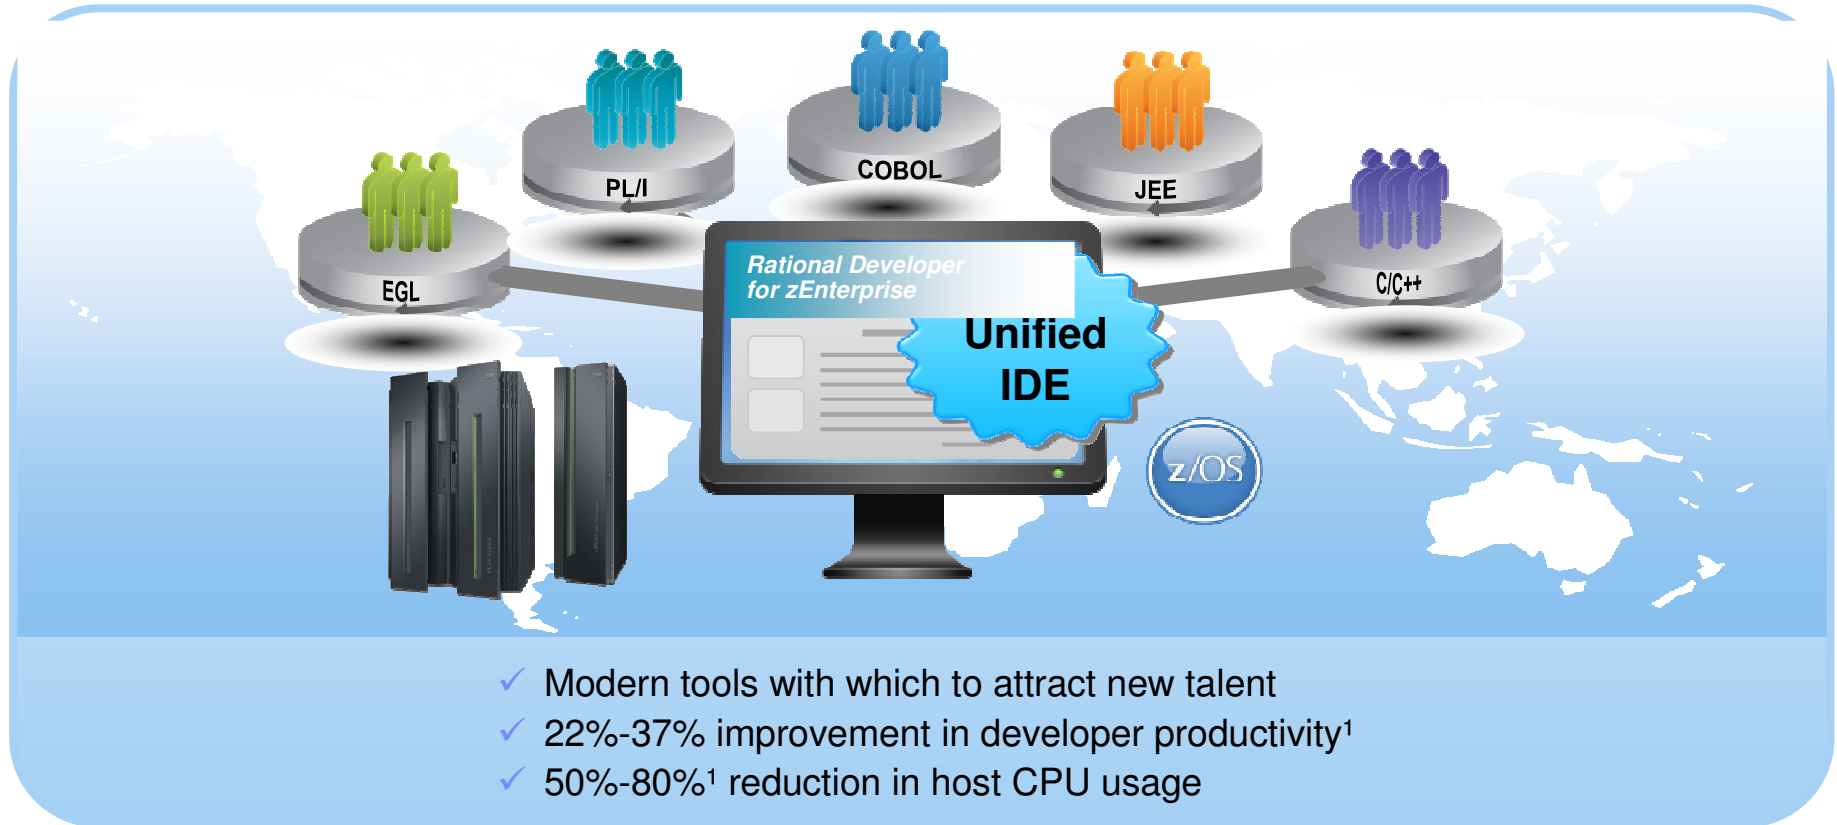 COBOL
PL/I
JEE
EGL
C/C++
Rational Developer
for zEnterprise
Unified
IDE
z/OS
✓ Modern tools with which to attract new talent
✓ 22%-37% improvement in developer productivity¹
✓ 50%-80%¹ reduction in host CPU usage